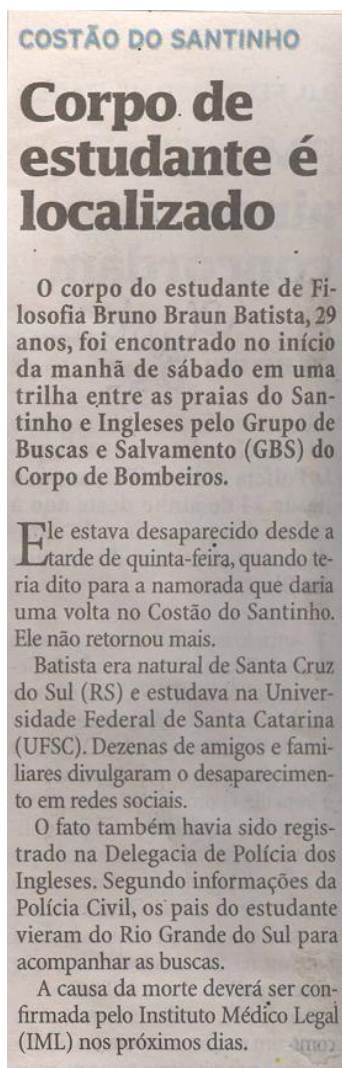 COSTÃO DO SANTINHO
Corpo de
estudante é
localizado
O corpo do estudante de Fi-
losofia Bruno Braun Batista, 29
anos, foi encontrado no início
da manhã de sábado em uma
trilha entre as praias do San-
tinho e Ingleses pelo Grupo de
Buscas e Salvamento (GBS) do
Corpo de Bombeiros.
Ele estava desaparecido desde a
tarde de quinta-feira, quando te-
ria dito para a namorada que daria
uma volta no Costão do Santinho.
Ele não retornou mais.
Batista era natural de Santa Cruz
do Sul (RS) e estudava na Univer-
sidade Federal de Santa Catarina
(UFSC). Dezenas de amigos e fami-
liares divulgaram o desaparecimen-
to em redes sociais.
O fato também havia sido regis-
trado na Delegacia de Polícia dos
Ingleses. Segundo informações da
Polícia Civil, os pais do estudante
vieram do Rio Grande do Sul para
acompanhar as buscas.
A causa da morte deverá ser con-
firmada pelo Instituto Médico Legal
(IML) nos próximos dias.